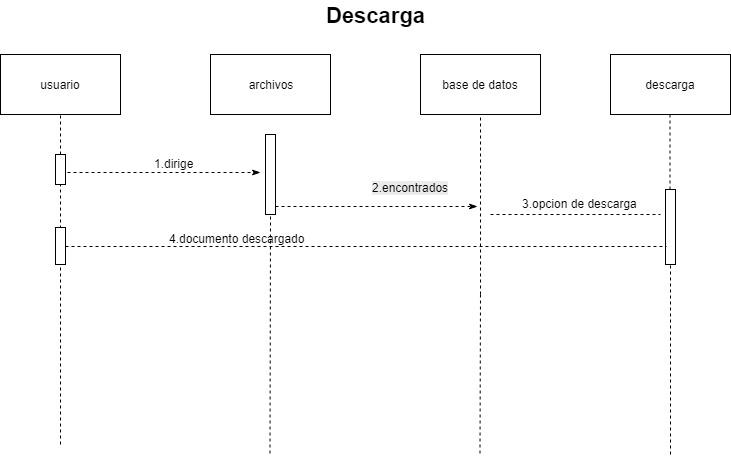 Descarga
usuario
archivos
base de datos
descarga
1.dirige
2.encontrados
3.opcion de descarga
4.documento descargado